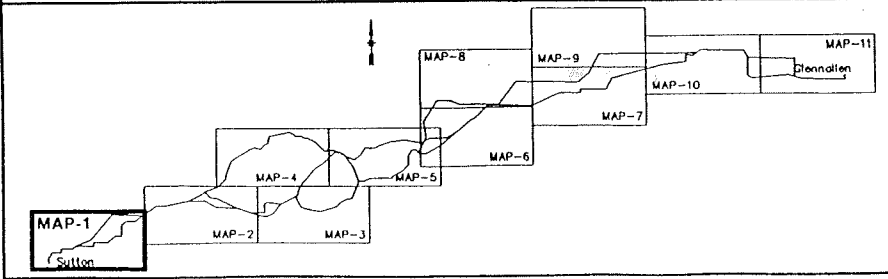 MAP-11
MAP-9
MAP-8
Glennallen
MAP-10
MAP-7
MAP-6
MAP-4
MAP-5
MAP-1
MAP-2
MAP-3
Sutton